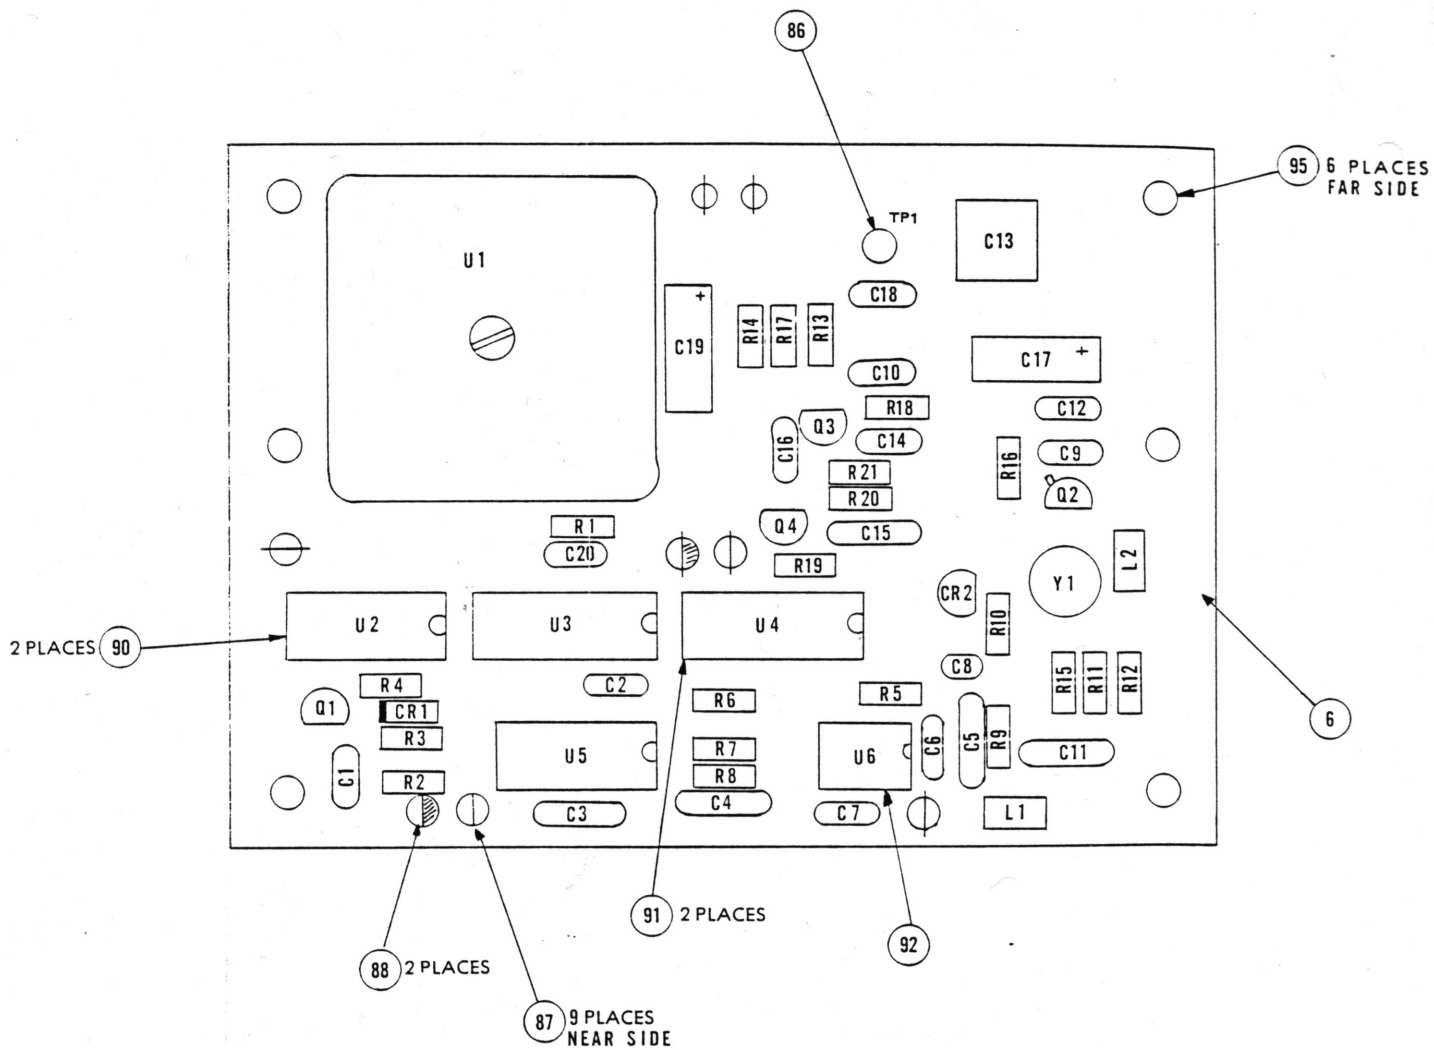 86
95 6 PLACES
FAR SIDE
TP1
U1
C13
C18
C19
+
R14
R17
R13
C17 +
C10
C12
R18
Q3
C16
C14
C9
R16
R21
R20
Q2
R1
Q4
C15
C20
R19
L2
Y1
CR2
R10
2 PLACES 90
U2
U3
U4
C8
R15
R11
R12
R4
C2
R6
R5
Q1
CR1
R3
6
C1
U5
R7
U6
C6
C5
R9
C11
R2
R8
C4
C3
C7
L1
91 2 PLACES
92
88 2 PLACES
87 9 PLACES
NEAR SIDE